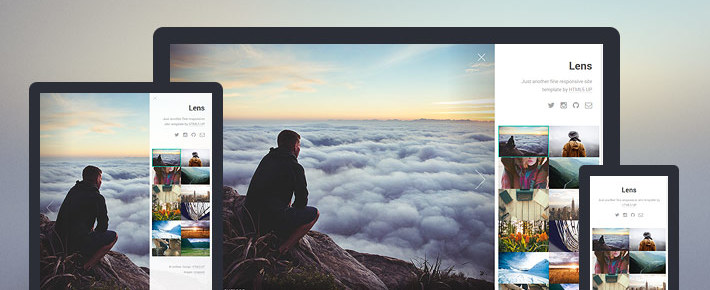 Lens
Just another fine responsive site
template by HTML5 UP
Lens
Just another fine responsive
site template by HTML5 UP
Lens
Just another fine responsive site template by
HTML5 UP